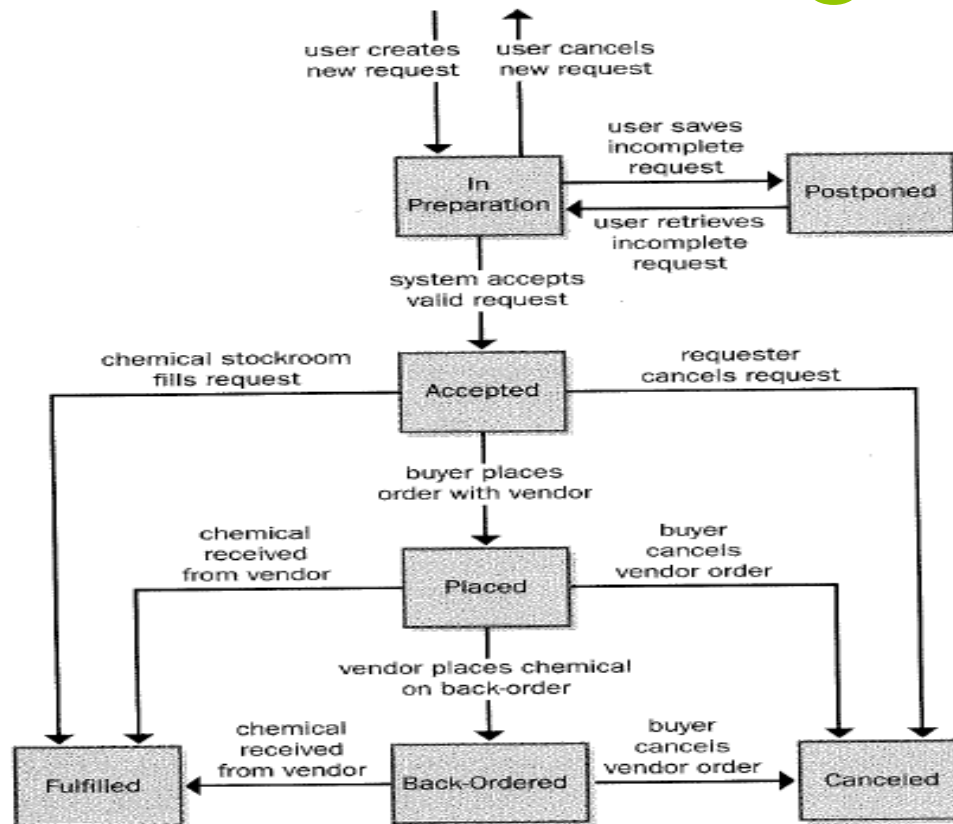 user creates
new request
user cancels
new request
user saves
incomplete
request
In
Preparation
Postponed
user retrieves
incomplete
request
system accepts
valid request
chemical stockroom
fills request
requester
cancels request
Accepted
buyer places
order with vendor
chemical
received
from vendor
buyer
cancels
vendor order
Placed
vendor places chemical
on back-order
chemical
received
from vendor
buyer
cancels
vendor order
Fulfilled
Back-Ordered
Canceled